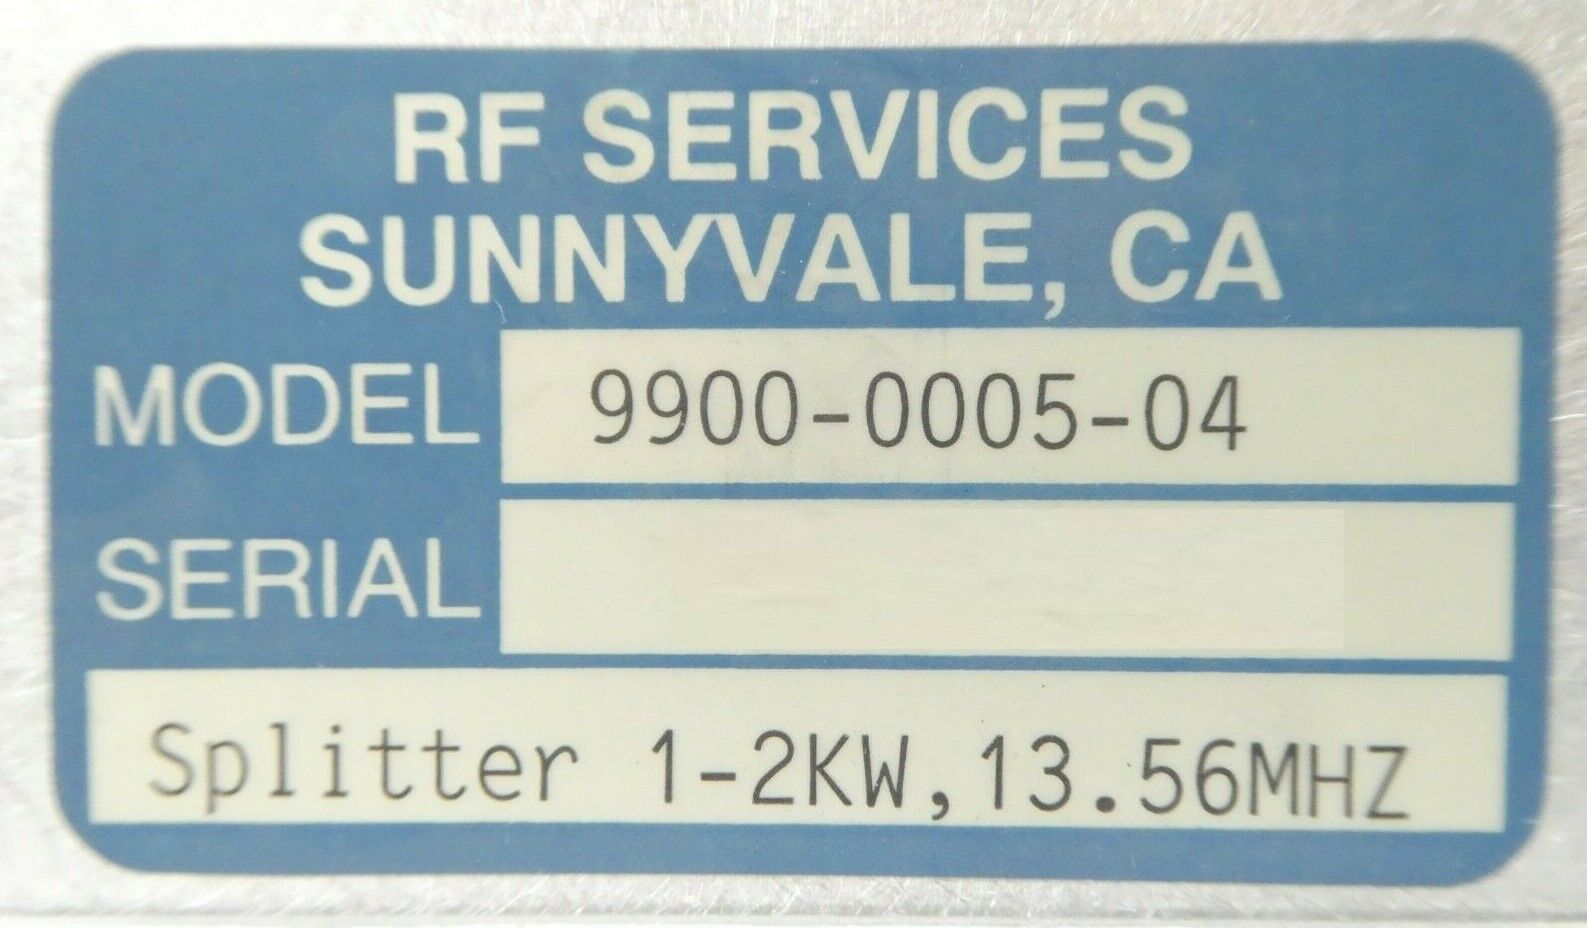 RF SERVICES
SUNNYVALE, CA
MODEL 9900-0005-04
SERIAL
Splitter 1-2KW,13.56MHZ